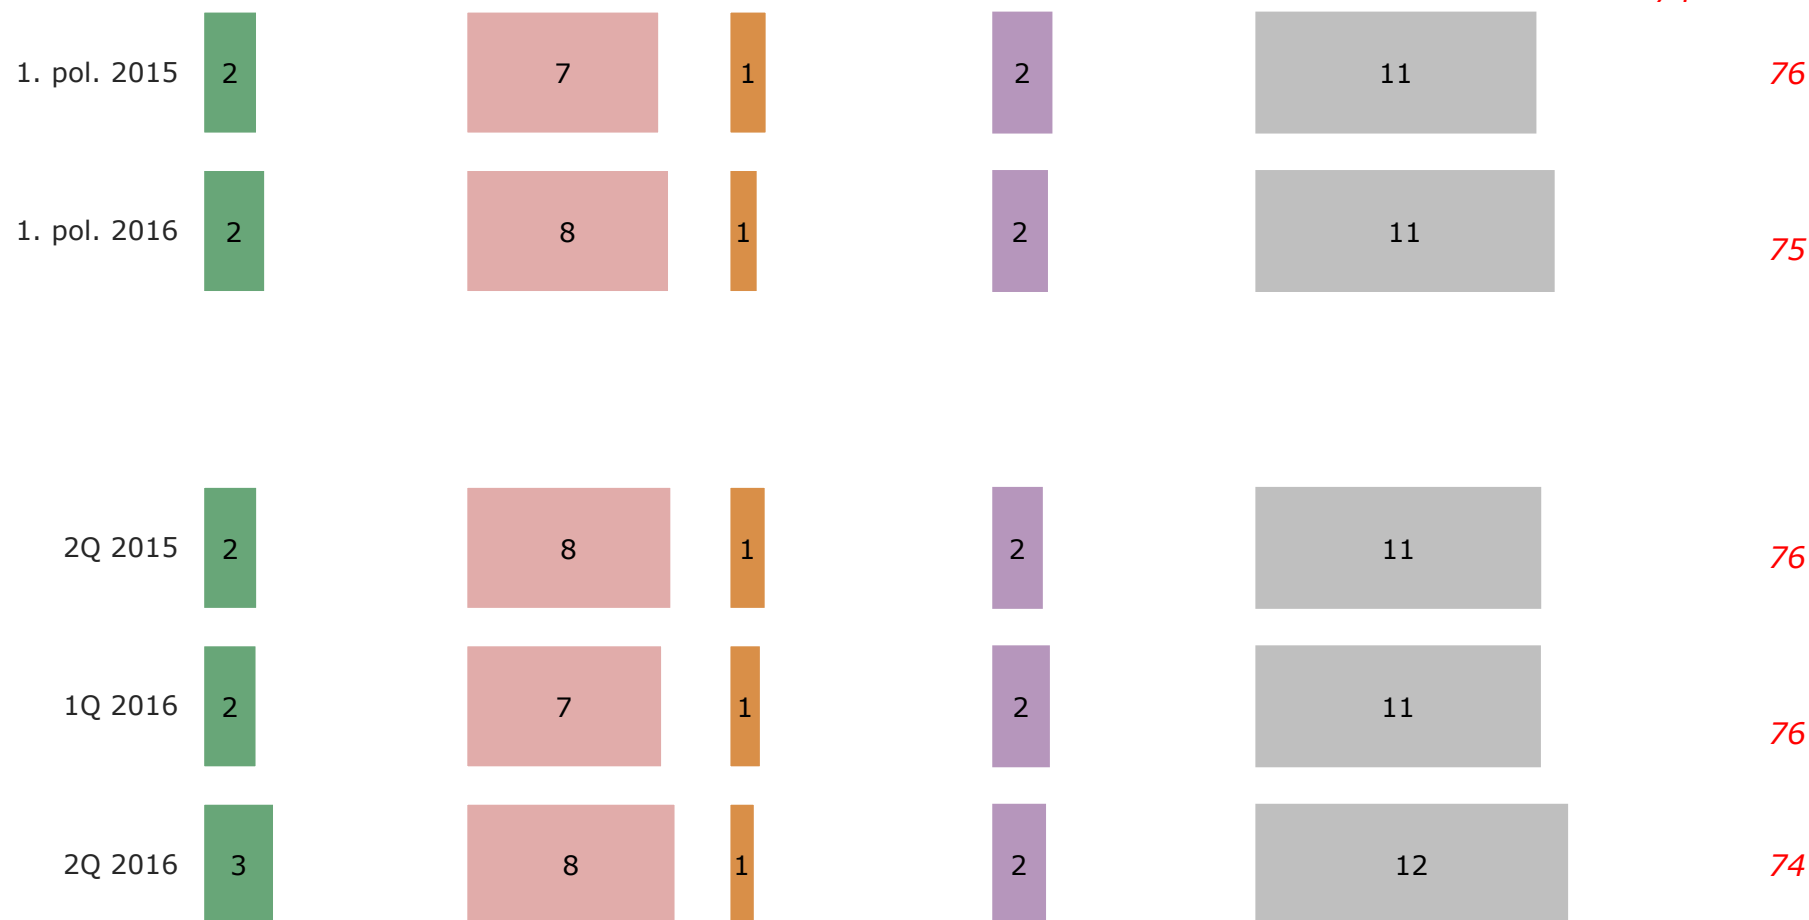 1. pol. 2015 2 7 1 2 11 76
1. pol. 2016 2 8 1 2 11 75
2Q 2015 2 8 1 2 11 76
1Q 2016 2 7 1 2 11 76
2Q 2016 3 8 1 2 12 74